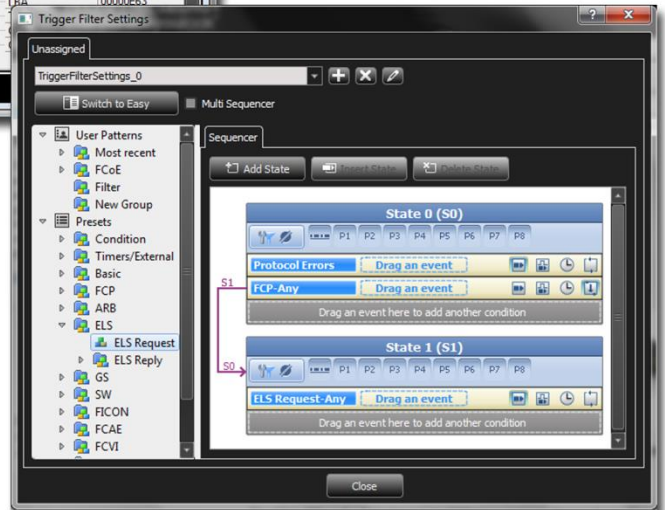 LBA 00000E63
Trigger Filter Settings
Unassigned
TriggerFilterSettings_0
Switch to Easy
Multi Sequencer
User Patterns
Most recent
FCoE
Filter
New Group
Presets
Condition
Timers/External
Basic
FCP
ARB
ELS
ELS Request
ELS Reply
GS
SW
FICON
FCAE
FCVI
Sequencer
Add State
Insert State
Delete State
State 0 (S0)
P1 P2 P3 P4 P5 P6 P7 P8
Protocol Errors Drag an event
S1
FCP-Any Drag an event
Drag an event here to add another condition
State 1 (S1)
S0
P1 P2 P3 P4 P5 P6 P7 P8
ELS Request-Any Drag an event
Drag an event here to add another condition
Close